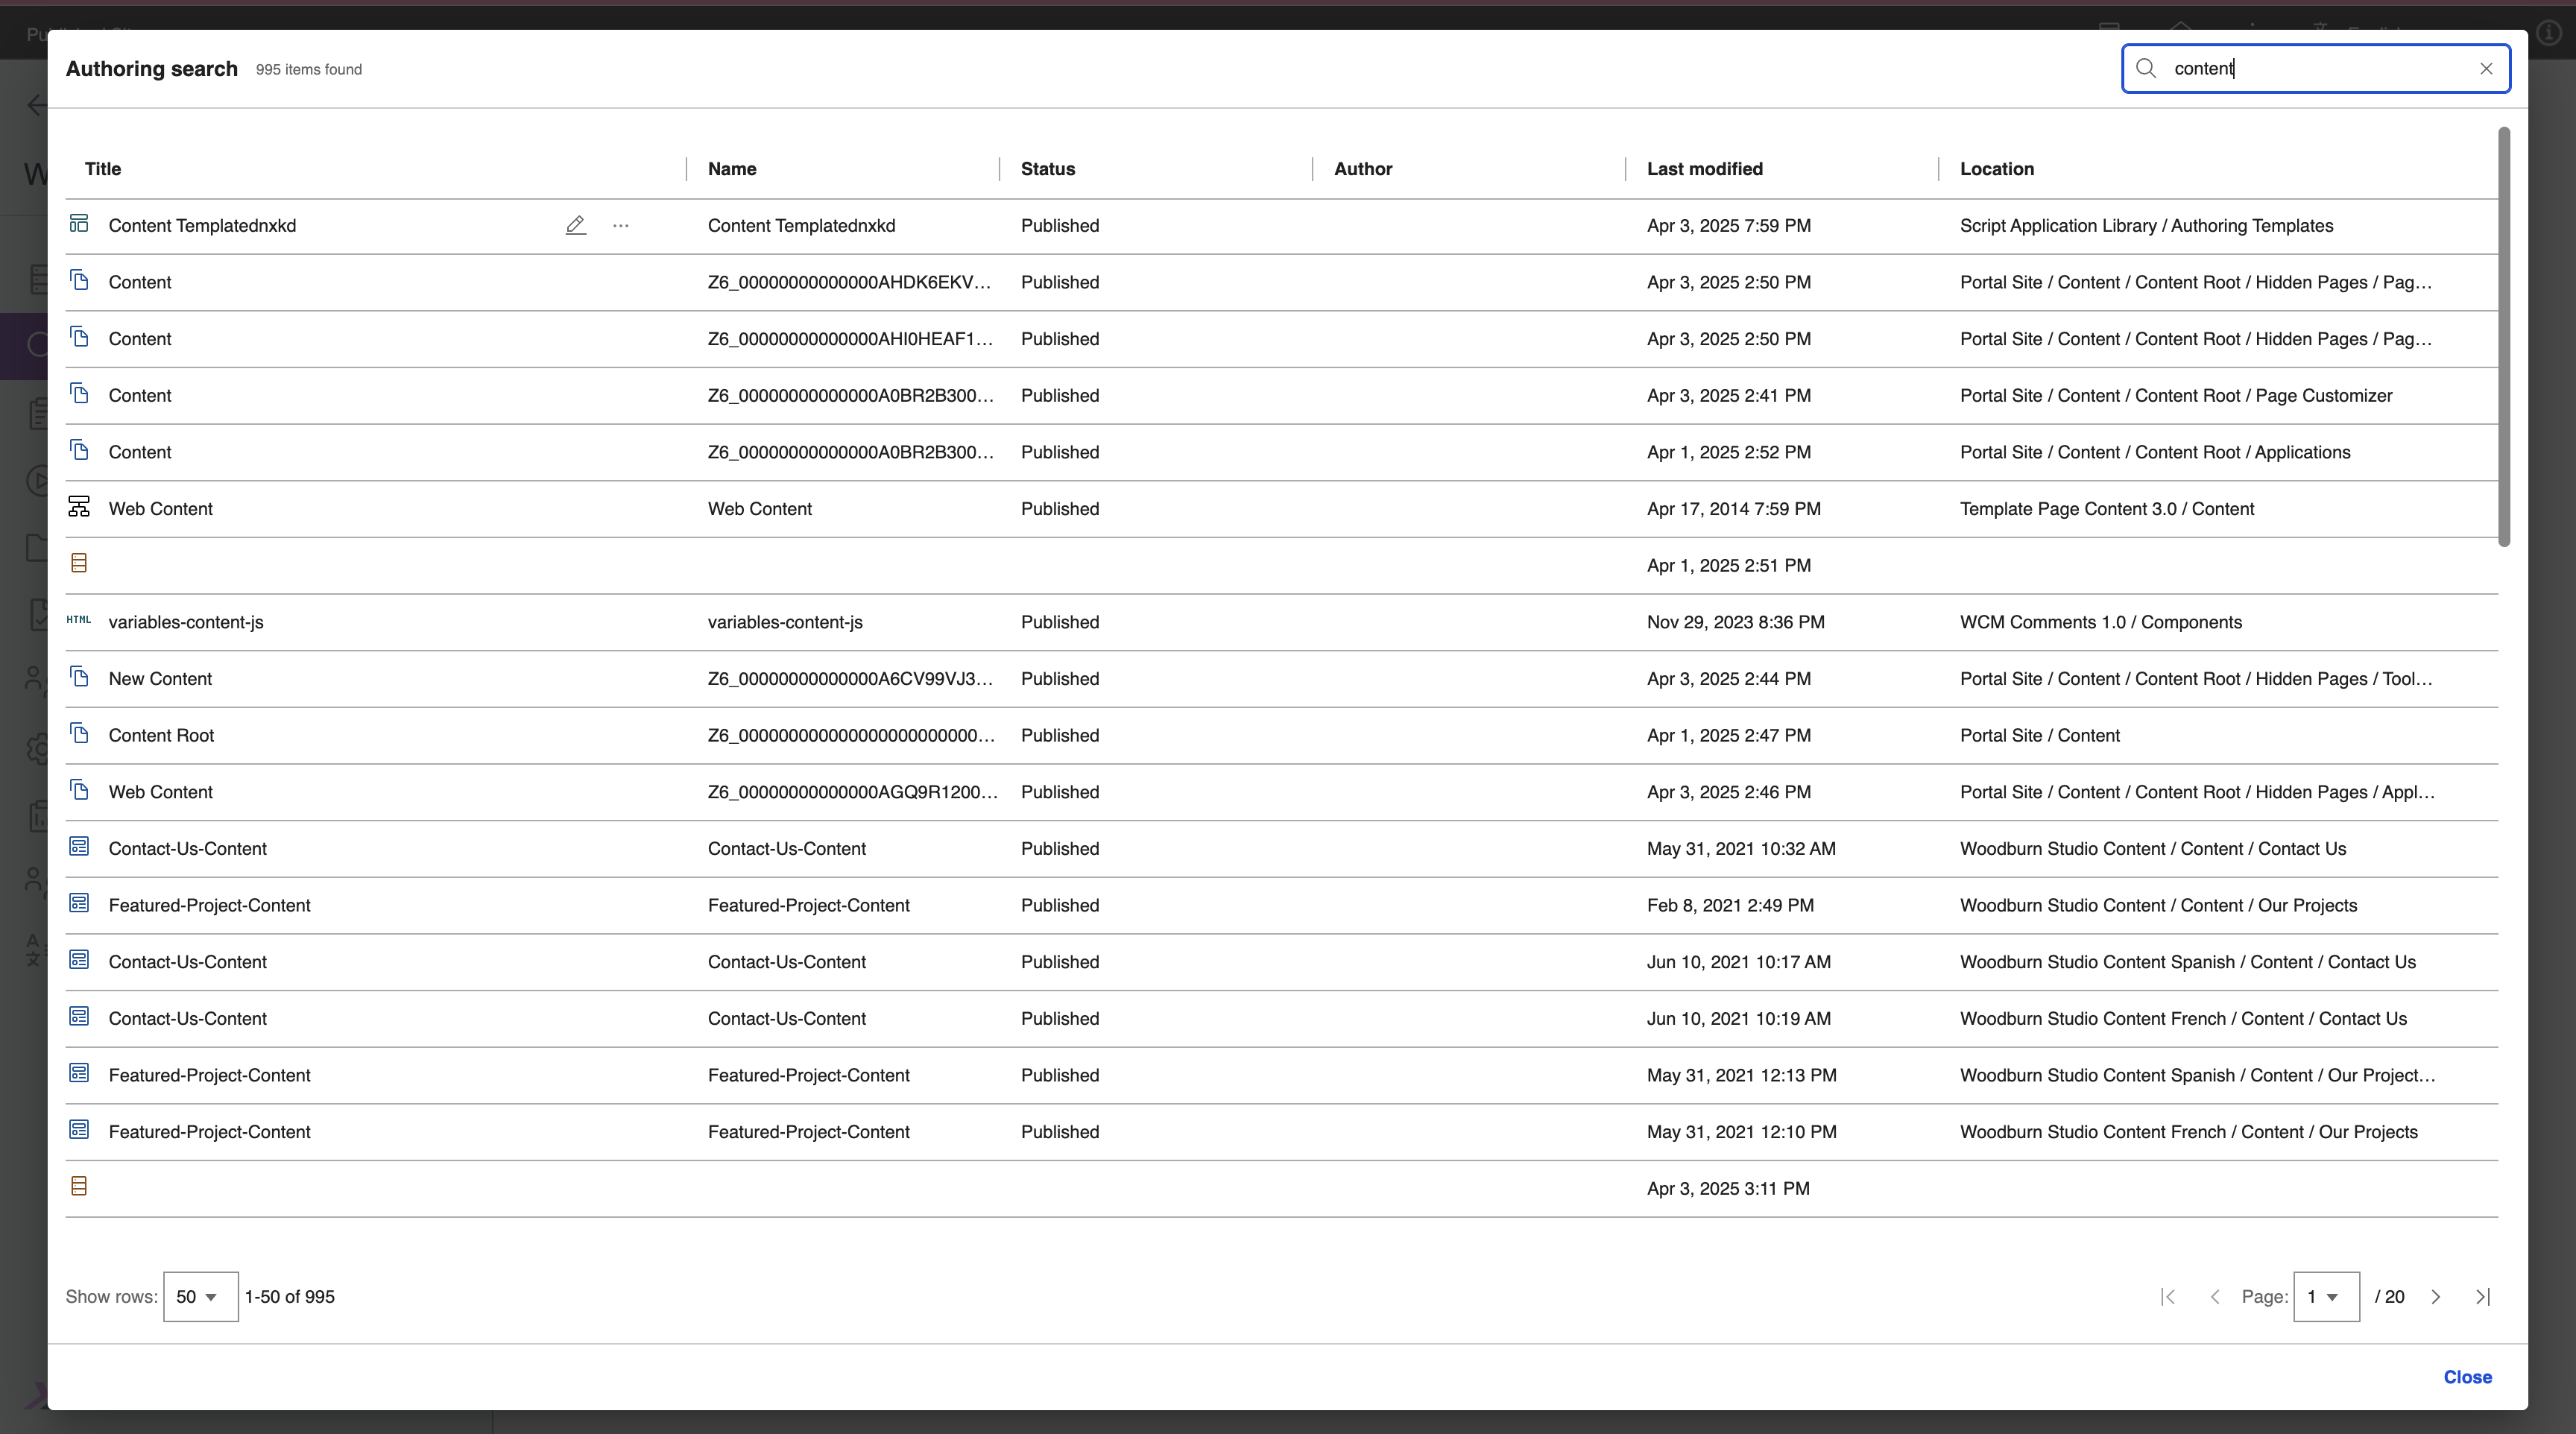 Authoring search 995 items found content
Title Name Status Author Last modified Location
Content Templatednxkd Content Templatednxkd Published Apr 3, 2025 7:59 PM Script Application Library / Authoring Templates
Content Z6_00000000000000AHDK6EKV... Published Apr 3, 2025 2:50 PM Portal Site / Content / Content Root / Hidden Pages / Pag...
Content Z6_00000000000000AHI0HEAF1... Published Apr 3, 2025 2:50 PM Portal Site / Content / Content Root / Hidden Pages / Pag...
Content Z6_00000000000000A0BR2B300... Published Apr 3, 2025 2:41 PM Portal Site / Content / Content Root / Page Customizer
Content Z6_00000000000000A0BR2B300... Published Apr 1, 2025 2:52 PM Portal Site / Content / Content Root / Applications
Web Content Web Content Published Apr 17, 2014 7:59 PM Template Page Content 3.0 / Content
Apr 1, 2025 2:51 PM
HTML variables-content-js variables-content-js Published Nov 29, 2023 8:36 PM WCM Comments 1.0 / Components
New Content Z6_00000000000000A6CV99VJ3... Published Apr 3, 2025 2:44 PM Portal Site / Content / Content Root / Hidden Pages / Tool...
Content Root Z6_000000000000000000000000... Published Apr 1, 2025 2:47 PM Portal Site / Content
Web Content Z6_00000000000000AGQ9R1200... Published Apr 3, 2025 2:46 PM Portal Site / Content / Content Root / Hidden Pages / Appl...
Contact-Us-Content Contact-Us-Content Published May 31, 2021 10:32 AM Woodburn Studio Content / Content / Contact Us
Featured-Project-Content Featured-Project-Content Published Feb 8, 2021 2:49 PM Woodburn Studio Content / Content / Our Projects
Contact-Us-Content Contact-Us-Content Published Jun 10, 2021 10:17 AM Woodburn Studio Content Spanish / Content / Contact Us
Contact-Us-Content Contact-Us-Content Published Jun 10, 2021 10:19 AM Woodburn Studio Content French / Content / Contact Us
Featured-Project-Content Featured-Project-Content Published May 31, 2021 12:13 PM Woodburn Studio Content Spanish / Content / Our Project...
Featured-Project-Content Featured-Project-Content Published May 31, 2021 12:10 PM Woodburn Studio Content French / Content / Our Projects
Apr 3, 2025 3:11 PM
Show rows: 50 1-50 of 995 Page: 1 / 20
Close